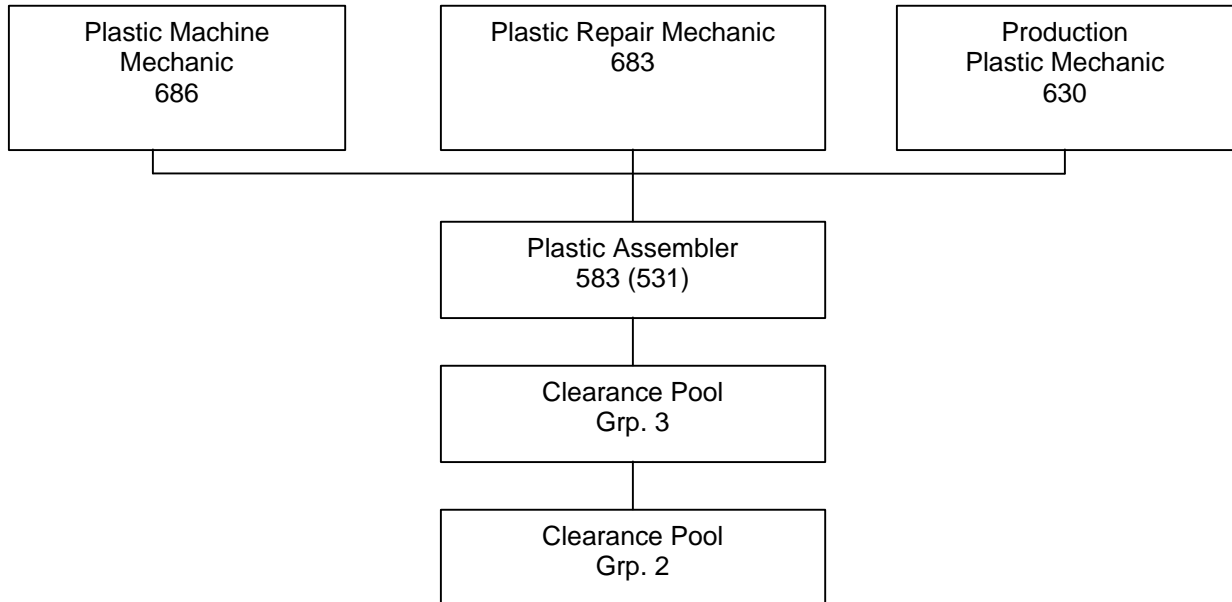 Plastic Machine
Mechanic
686
Plastic Repair Mechanic
683
Production
Plastic Mechanic
630
Plastic Assembler
583 (531)
Clearance Pool
Grp. 3
Clearance Pool
Grp. 2